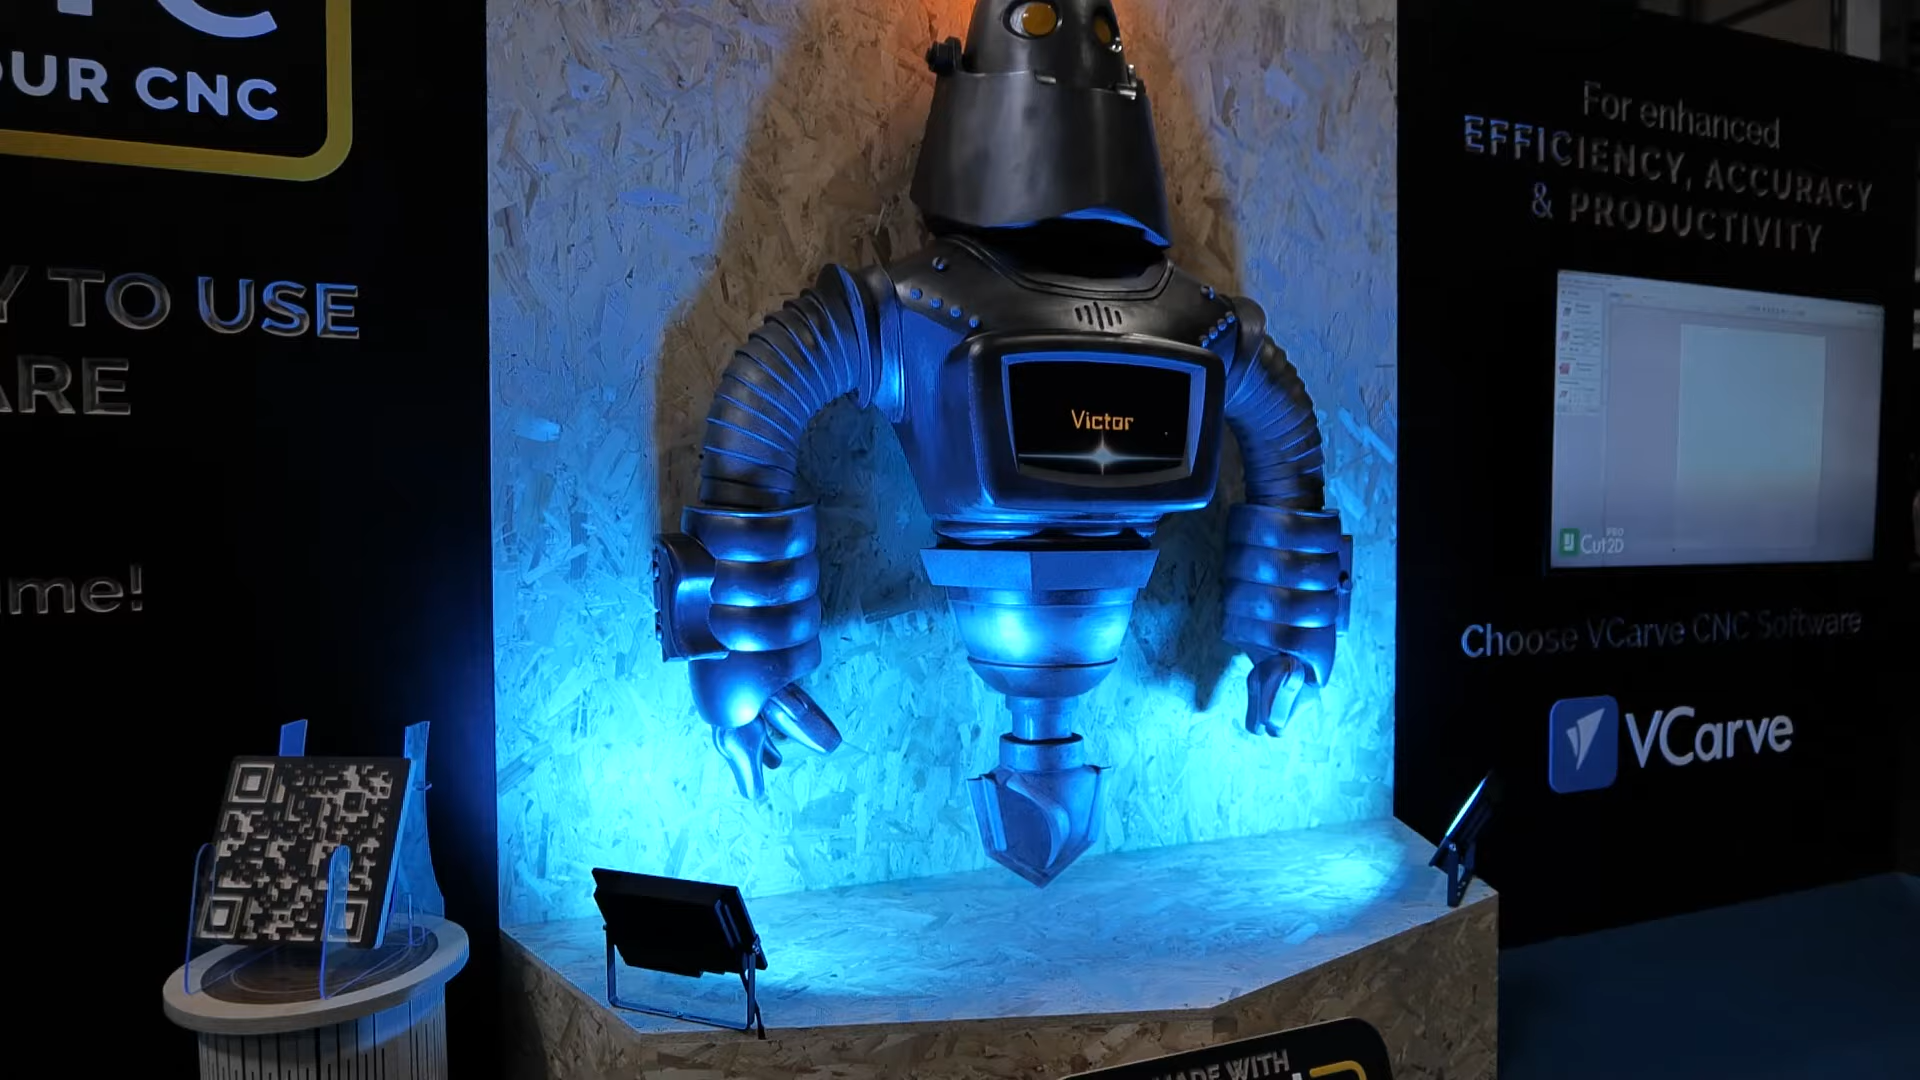 OUR CNC
Y TO USE
ARE
me!
Victor
For enhanced
EFFICIENCY, ACCURACY
& PRODUCTIVITY
Cut2D
PRO
Choose VCarve CNC Software
VCarve
MADE WITH